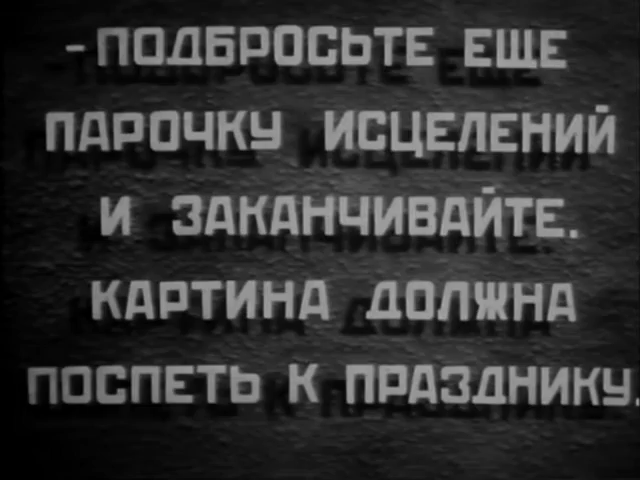 -ПОДБРОСЬТЕ ЕЩЕ
ПАРОЧКУ ИСЦЕЛЕНИЙ
И ЗАКАНЧИВАЙТЕ.
КАРТИНА ДОЛЖНА
ПОСПЕТЬ К ПРАЗДНИКУ.